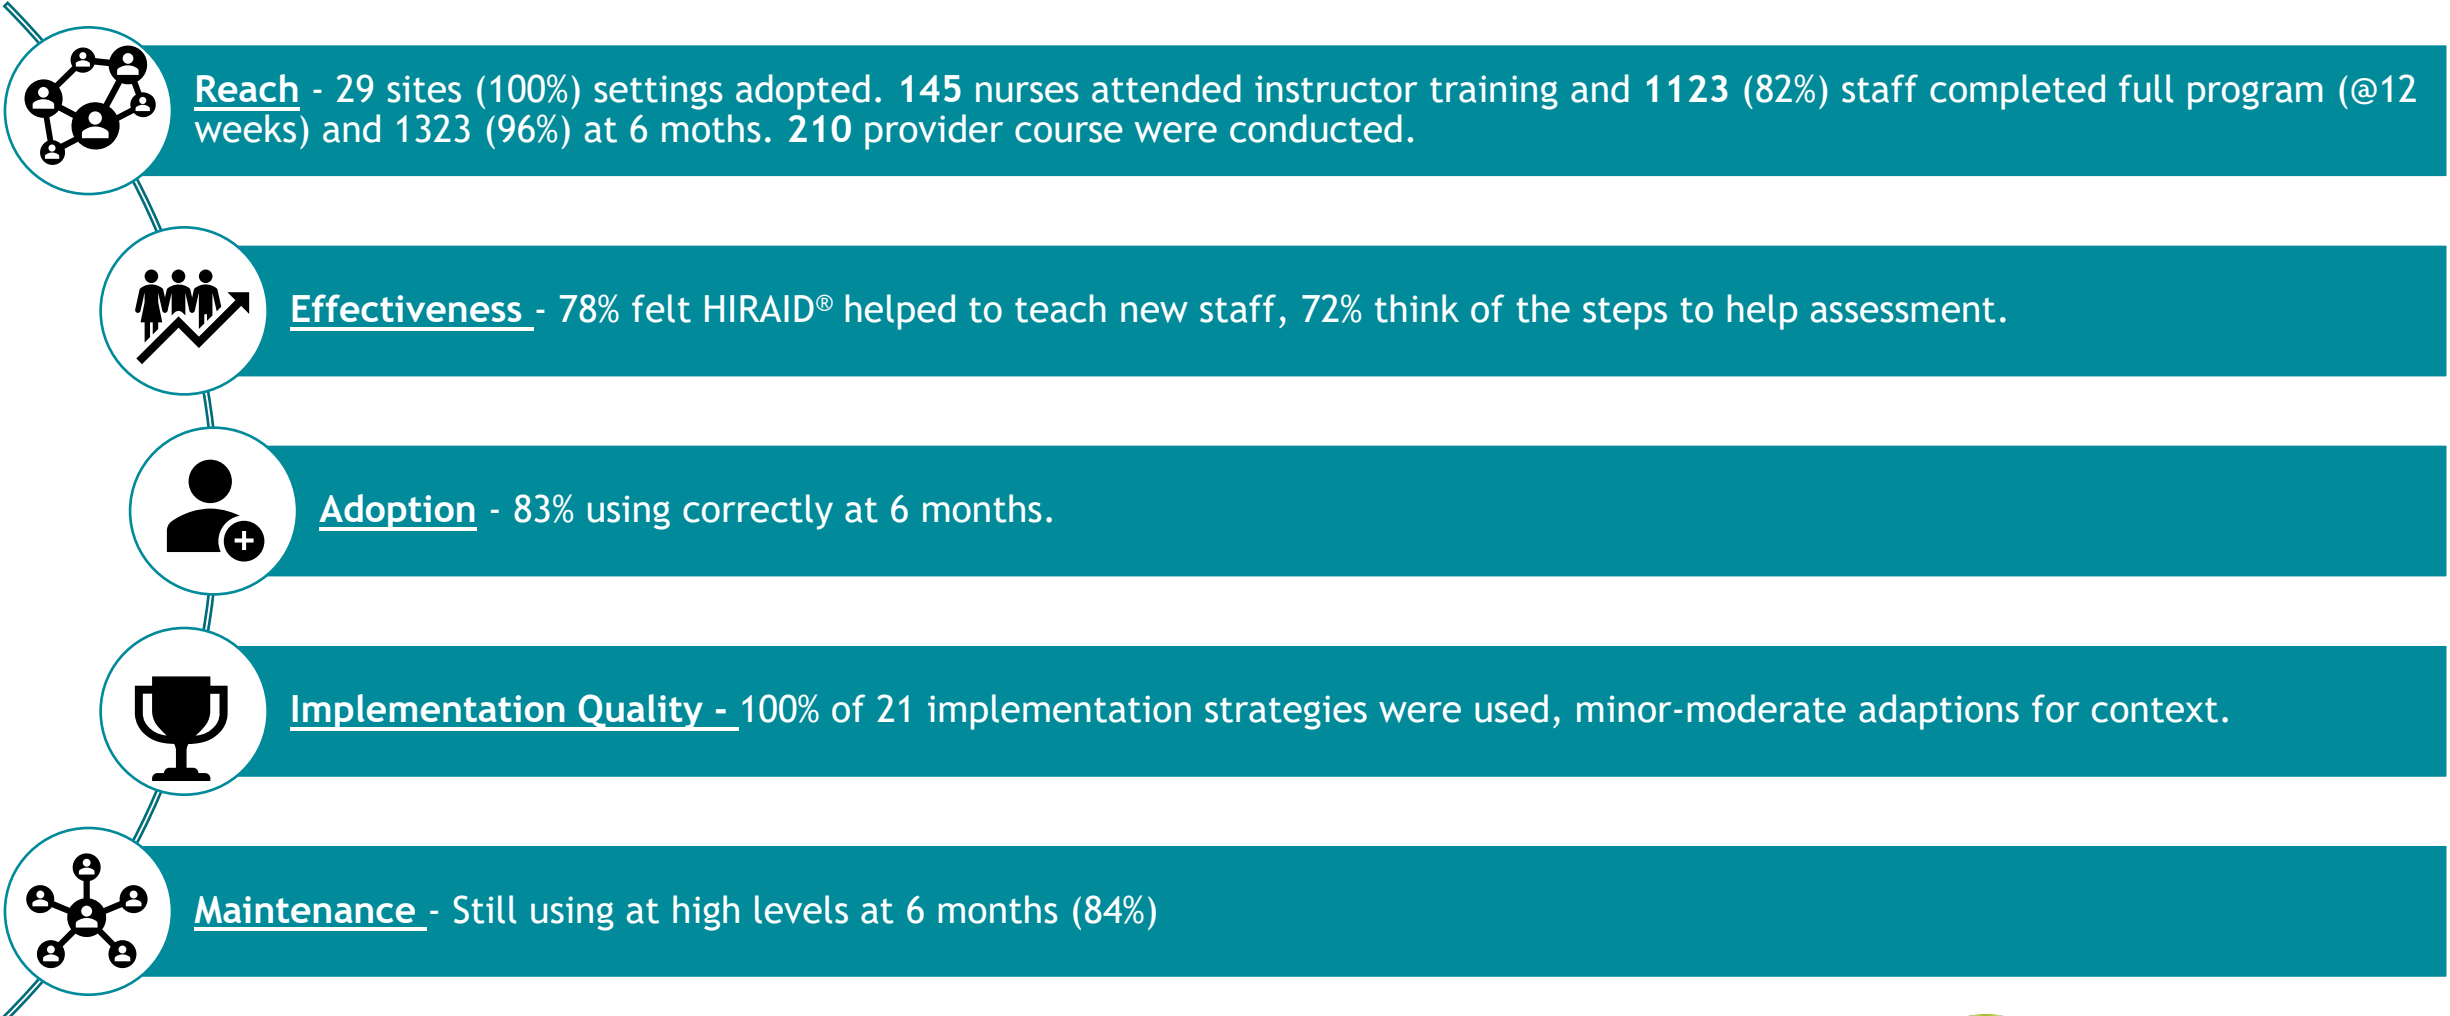 Reach - 29 sites (100%) settings adopted. 145 nurses attended instructor training and 1123 (82%) staff completed full program (@12
weeks) and 1323 (96%) at 6 moths. 210 provider course were conducted.
Effectiveness - 78% felt HIRAID® helped to teach new staff, 72% think of the steps to help assessment.
Adoption - 83% using correctly at 6 months.
Implementation Quality - 100% of 21 implementation strategies were used, minor-moderate adaptions for context.
Maintenance - Still using at high levels at 6 months (84%)